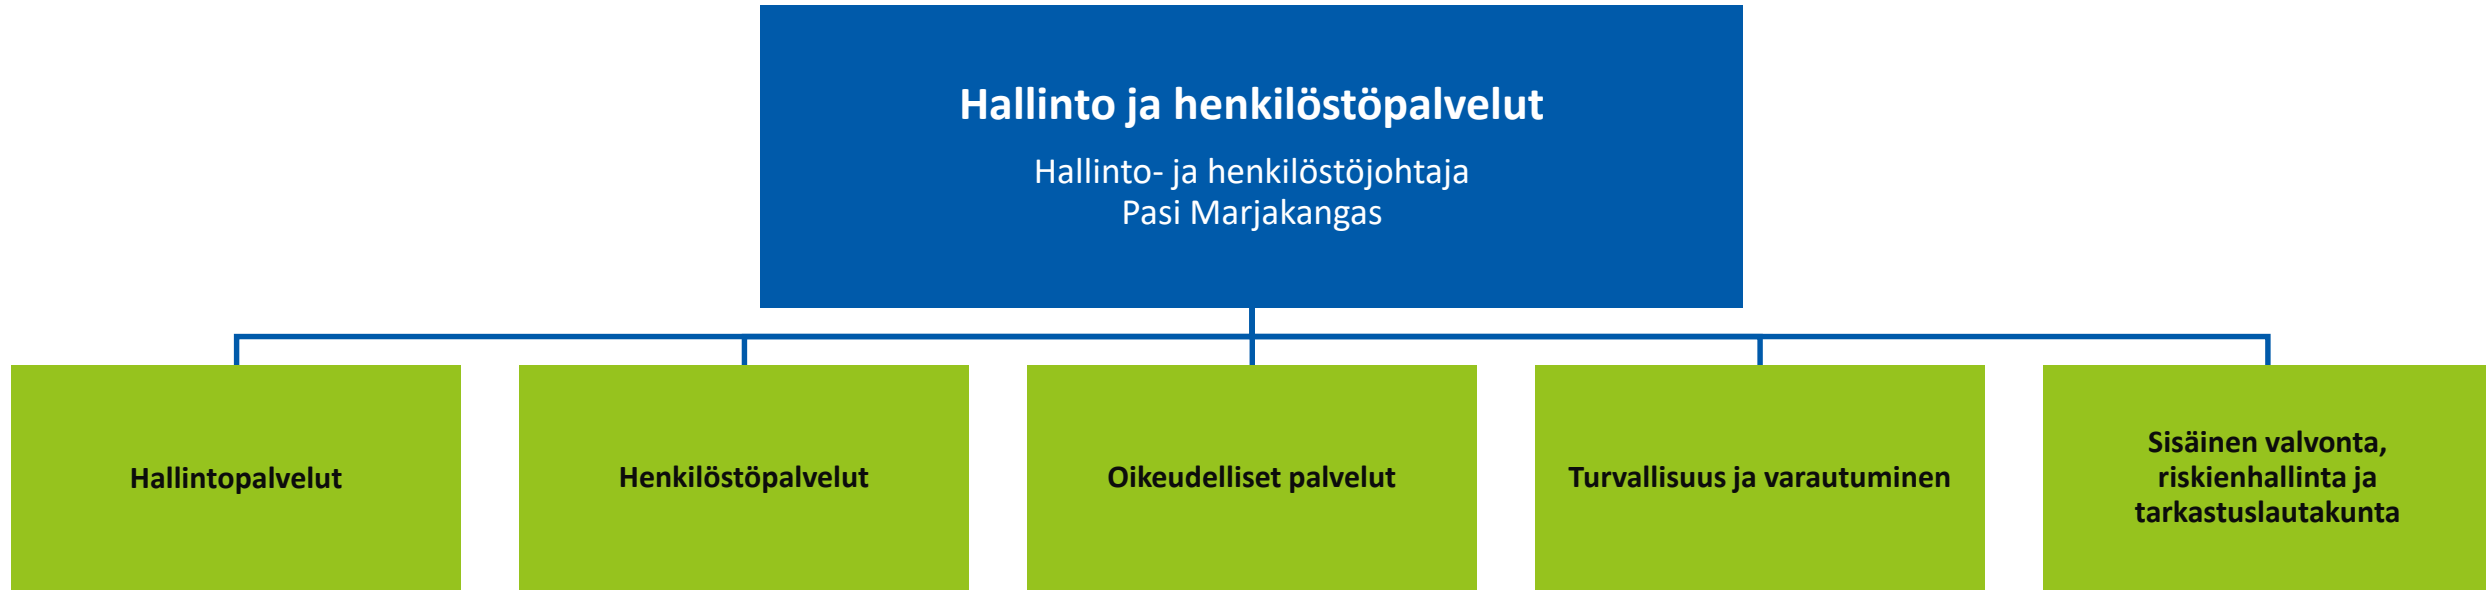 Hallinto ja henkilöstöpalvelut
Hallinto- ja henkilöstöjohtaja
Pasi Marjakangas
Hallintopalvelut
Henkilöstöpalvelut
Oikeudelliset palvelut
Turvallisuus ja varautuminen
Sisäinen valvonta,
riskienhallinta ja
tarkastuslautakunta